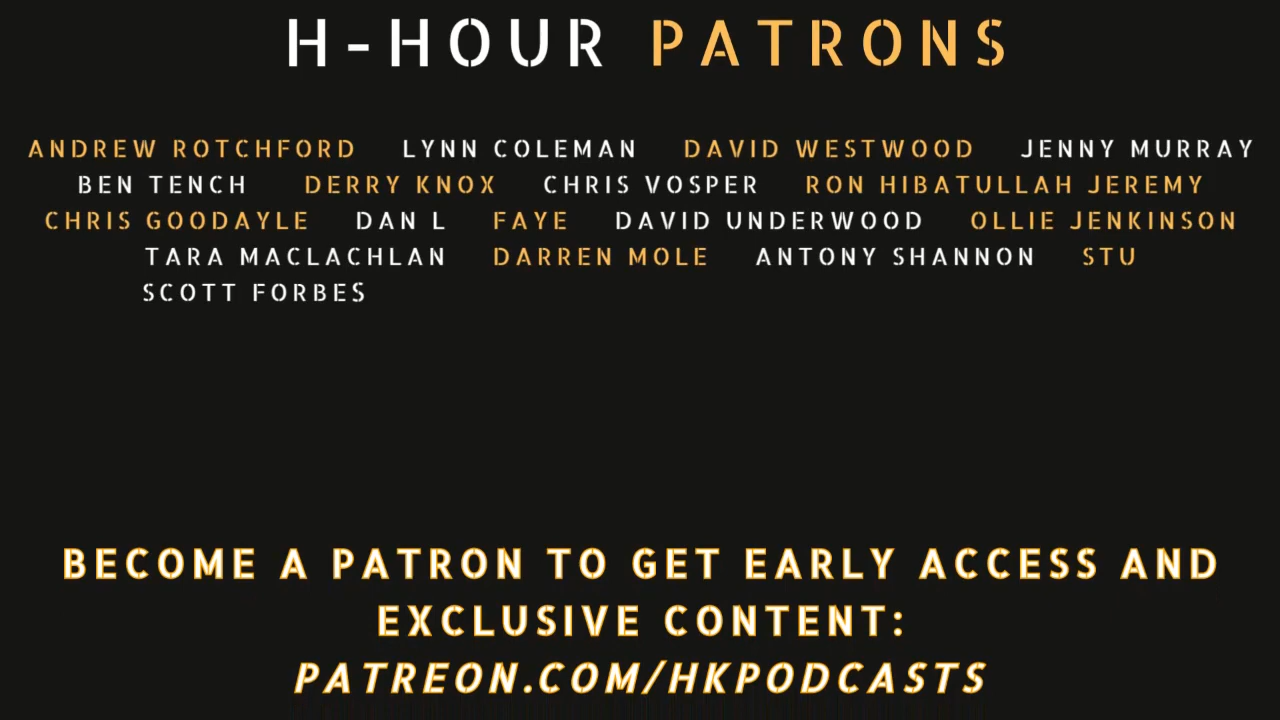 H-HOUR PATRONS
ANDREW ROTCHFORD LYNN COLEMAN DAVID WESTWOOD JENNY MURRAY
BEN TENCH DERRY KNOX CHRIS VOSPER RON HIBATULLAH JEREMY
CHRIS GOODAYLE DAN L FAYE DAVID UNDERWOOD OLLIE JENKINSON
TARA MACLACHLAN DARREN MOLE ANTONY SHANNON STU
SCOTT FORBES
BECOME A PATRON TO GET EARLY ACCESS AND
EXCLUSIVE CONTENT:
PATREON.COM/HKPODCASTS